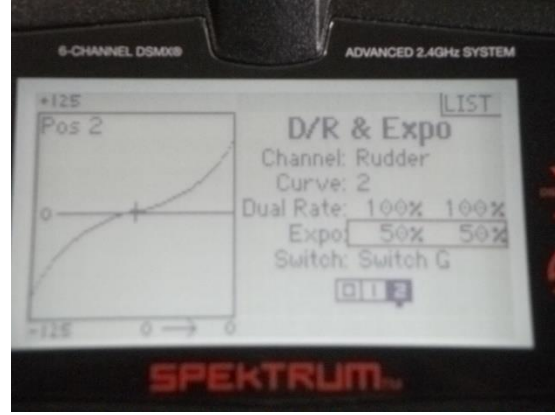 6-CHANNEL DSMX®
ADVANCED 2.4GHz SYSTEM
+125
LIST
Pos 2
D/R & Expo
Channel: Rudder
Curve: 2
Dual Rate: 100% 100%
0
Expo: 50% 50%
Switch: Switch G
0 1 2
-125 0 → 0
SPEKTRUM™